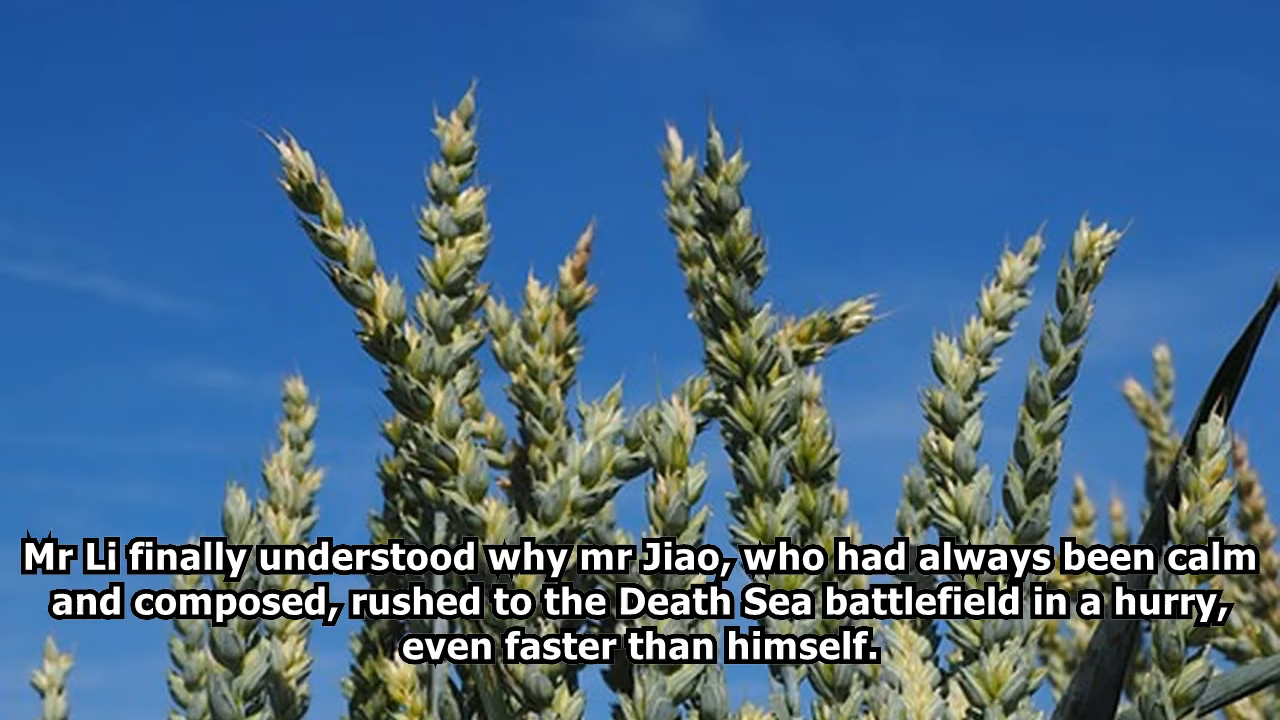 Mr Li finally understood why mr Jiao, who had always been calm
and composed, rushed to the Death Sea battlefield in a hurry,
even faster than himself.